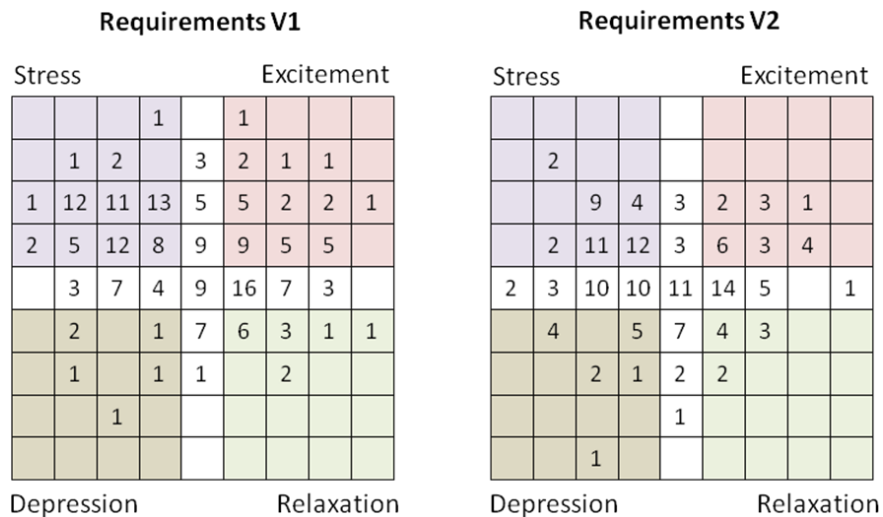 Requirements V1
Requirements V2
Stress Excitement
Stress Excitement
1 1
1 2 3 2 1 1
1 12 11 13 5 5 2 2 1
2 5 12 8 9 9 5 5
3 7 4 9 16 7 3
2 1 7 6 3 1 1
1 1 1 2
1
Depression Relaxation
2
9 4 3 2 3 1
2 11 12 3 6 3 4
2 3 10 10 11 14 5 1
4 5 7 4 3
2 1 2 2
1
1
Depression Relaxation